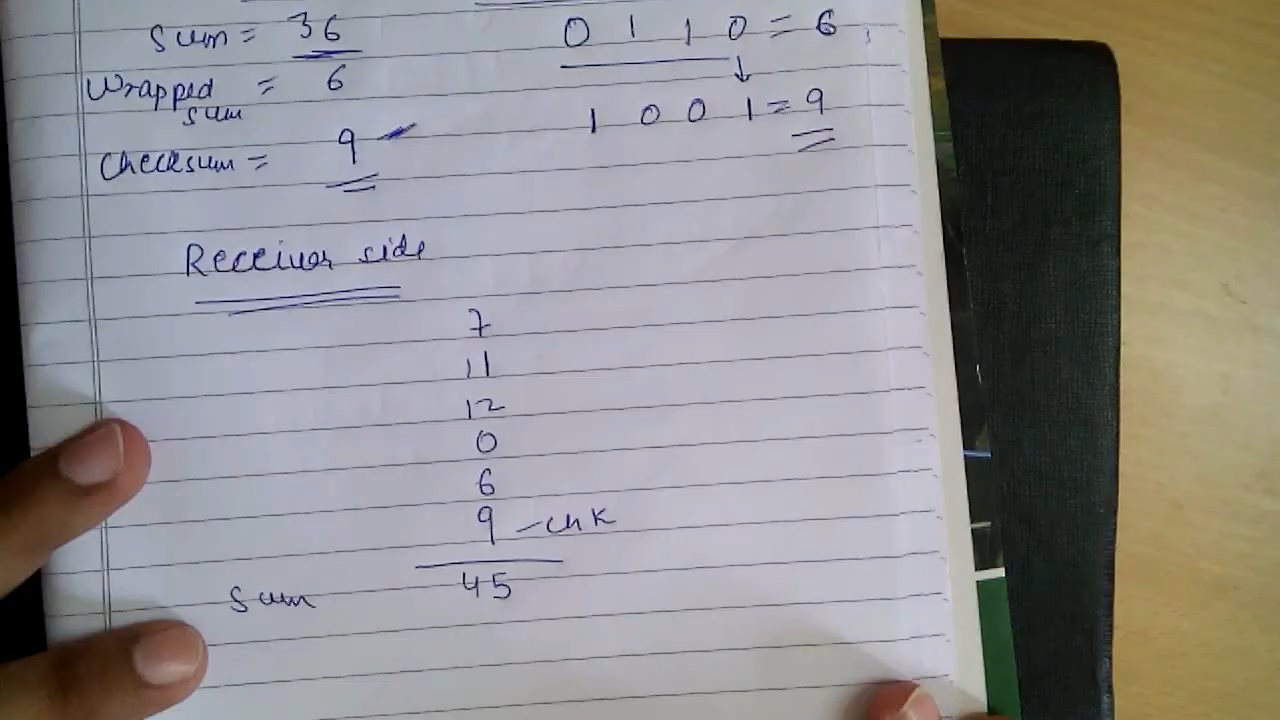 Sum = 36
0 1 1 0 = 6
Wrapped sum = 6
1 0 0 1 = 9
Checksum = 9
Receiver side
7
11
12
0
6
9 – chk
Sum 45